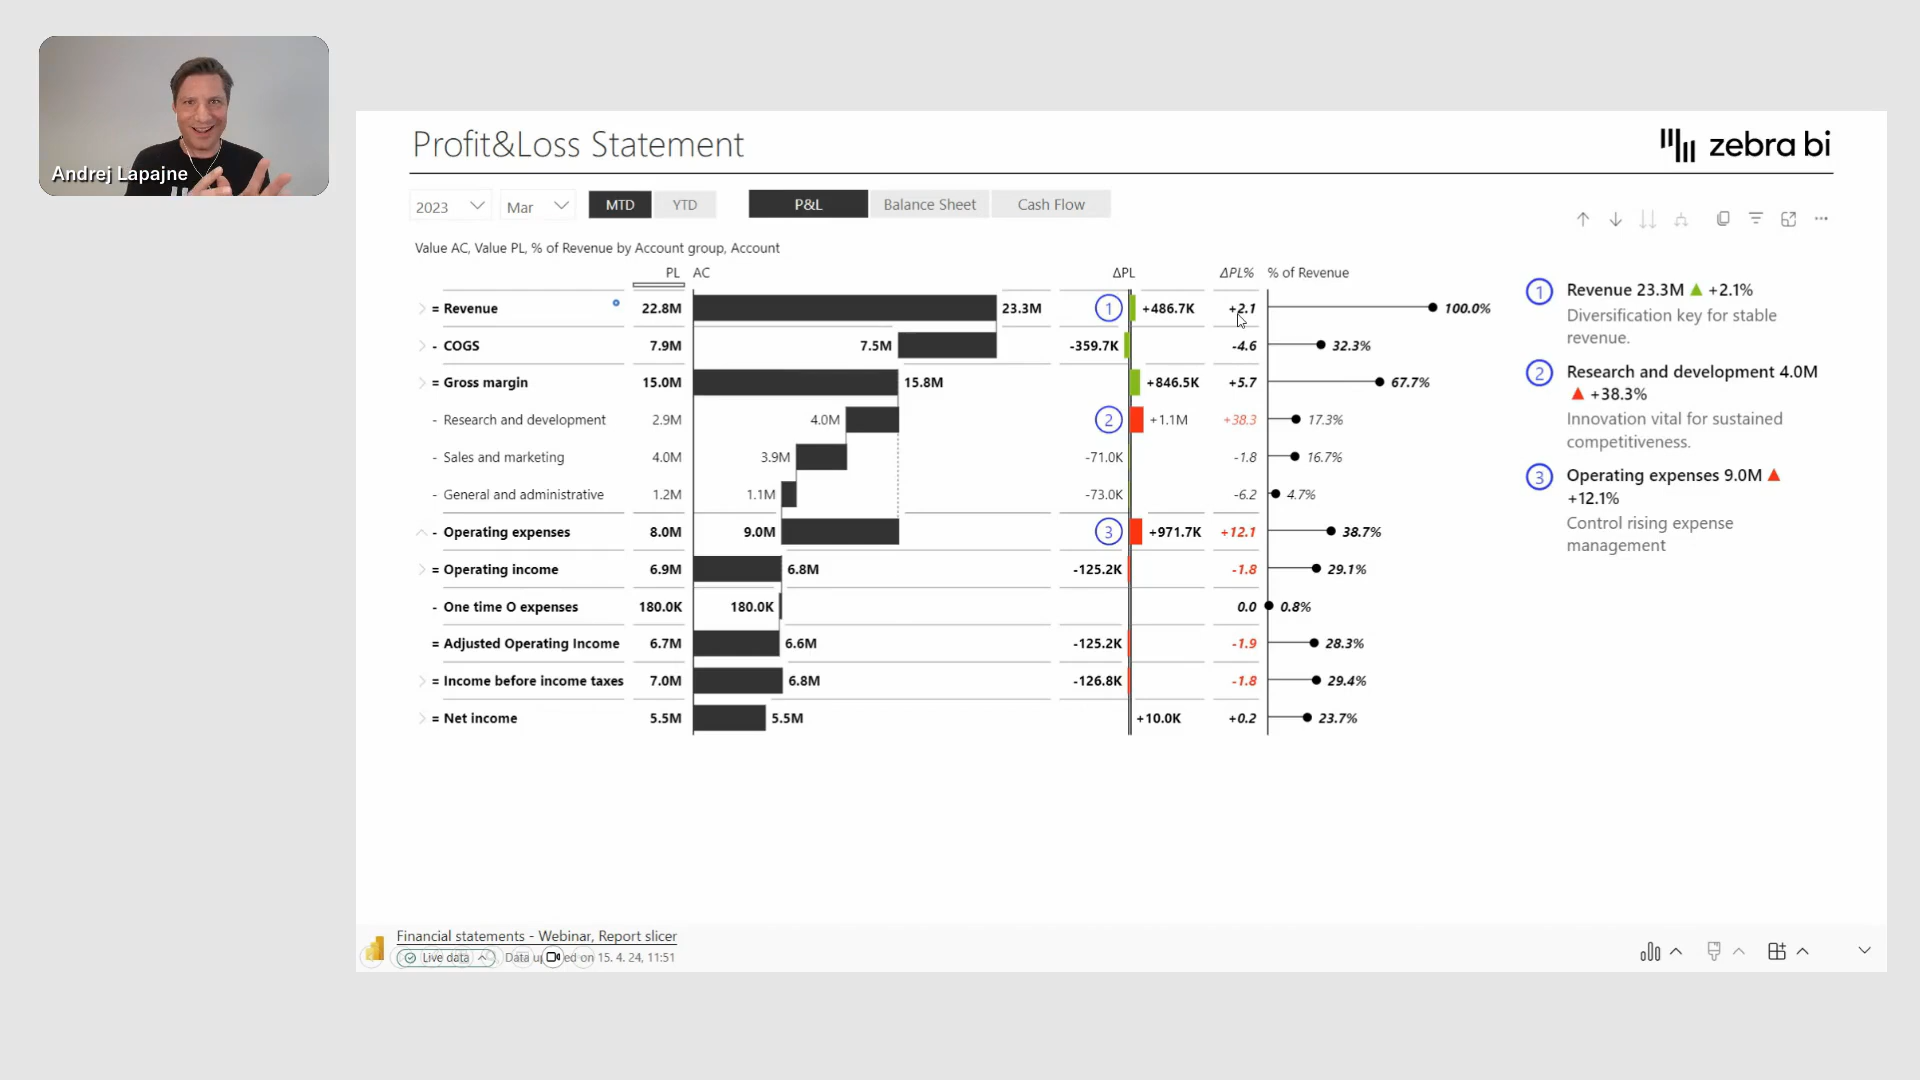 Andrej Lapajne
Profit&Loss Statement
zebra bi
2023 Mar MTD YTD P&L Balance Sheet Cash Flow
Value AC, Value PL, % of Revenue by Account group, Account
PL AC ΔPL ΔPL% % of Revenue
= Revenue 22.8M 23.3M 1 +486.7K +2.1 100.0%
- COGS 7.9M 7.5M -359.7K -4.6 32.3%
= Gross margin 15.0M 15.8M +846.5K +5.7 67.7%
- Research and development 2.9M 4.0M 2 +1.1M +38.3 17.3%
- Sales and marketing 4.0M 3.9M -71.0K -1.8 16.7%
- General and administrative 1.2M 1.1M -73.0K -6.2 4.7%
- Operating expenses 8.0M 9.0M 3 +971.7K +12.1 38.7%
= Operating income 6.9M 6.8M -125.2K -1.8 29.1%
- One time O expenses 180.0K 180.0K 0.0 0.8%
= Adjusted Operating Income 6.7M 6.6M -125.2K -1.9 28.3%
= Income before income taxes 7.0M 6.8M -126.8K -1.8 29.4%
= Net income 5.5M 5.5M +10.0K +0.2 23.7%
1 Revenue 23.3M ▲ +2.1%
Diversification key for stable
revenue.
2 Research and development 4.0M
▲ +38.3%
Innovation vital for sustained
competitiveness.
3 Operating expenses 9.0M ▲
+12.1%
Control rising expense
management
Financial statements - Webinar, Report slicer
Live data Data on 15. 4. 24, 11:51